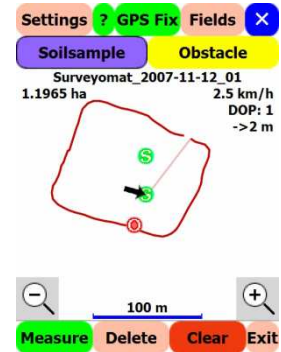 Settings ? GPS Fix Fields ×
Soilsample Obstacle
Surveyomat_2007-11-12_01
1.1965 ha 2.5 km/h
DOP: 1
->2 m
S
S
100 m
Measure Delete Clear Exit